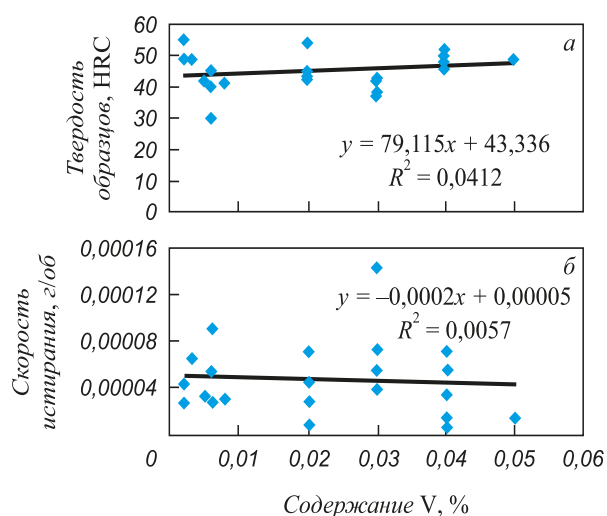 60
50
40
30
20
10
0
Твердость
образцов, HRC
а
y = 79,115x + 43,336
R² = 0,0412
0,00016
0,00012
0,00008
0,00004
Скорость
истирания, г/об
б
y = –0,0002x + 0,00005
R² = 0,0057
0 0,01 0,02 0,03 0,04 0,05 0,06
Содержание V, %